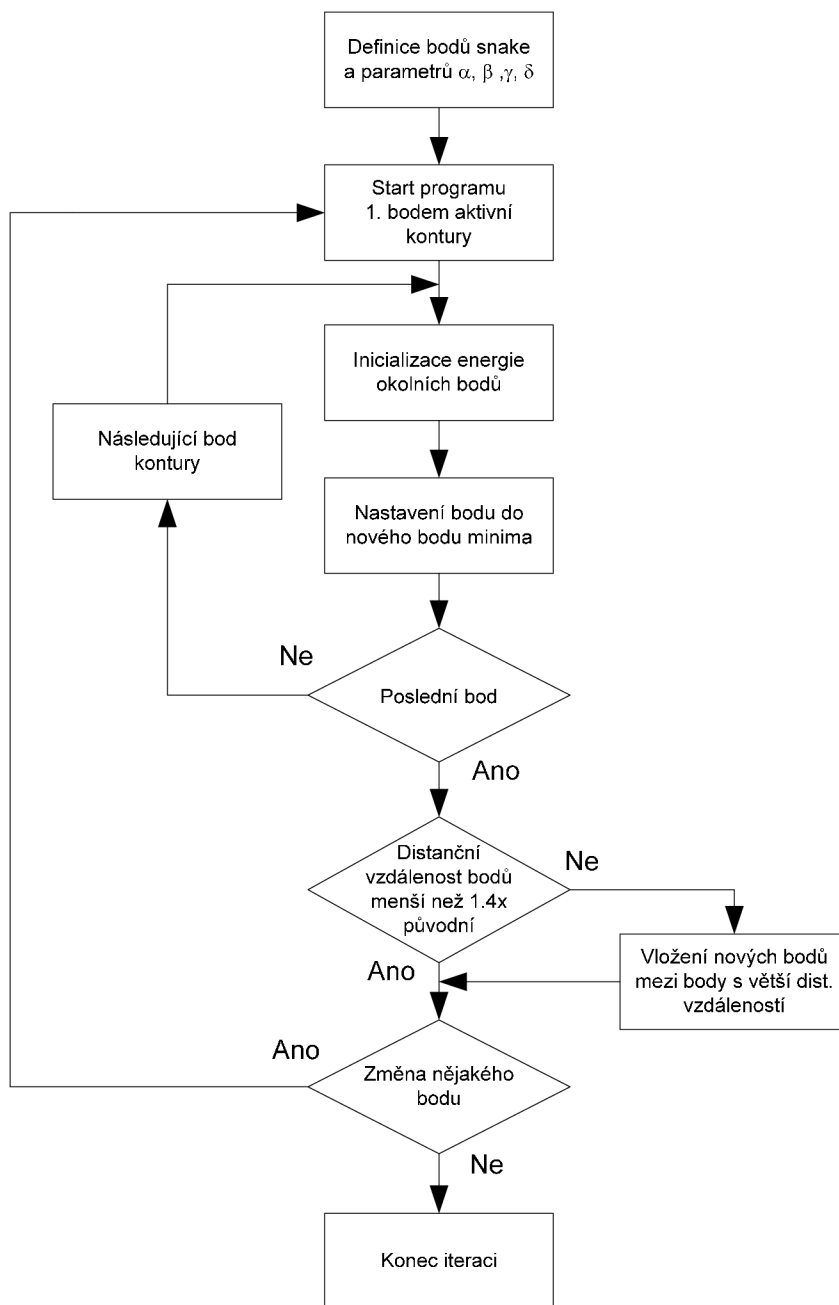 Definice bodů snake
a parametrů α, β ,γ, δ
Start programu
1. bodem aktivní
kontury
Inicializace energie
okolních bodů
Následující bod
kontury
Nastavení bodu do
nového bodu minima
Ne
Poslední bod
Ano
Distanční
vzdálenost bodů
menší než 1.4x
původní
Ne
Vložení nových bodů
mezi body s větší dist.
vzdáleností
Ano
Ano
Změna nějakého
bodu
Ne
Konec iteraci